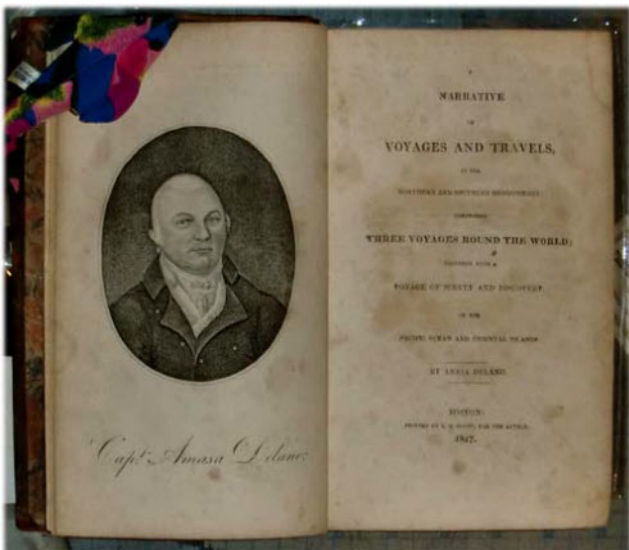 Capt. Amasa Delano
A
NARRATIVE
OF
VOYAGES AND TRAVELS,
IN THE
NORTHERN AND SOUTHERN HEMISPHERES:
COMPRISING
THREE VOYAGES ROUND THE WORLD;
TOGETHER WITH A
VOYAGE OF SURVEY AND DISCOVERY,
IN THE
PACIFIC OCEAN AND ORIENTAL ISLANDS.
BY AMASA DELANO.
BOSTON:
PRINTED BY E. G. HOUSE, FOR THE AUTHOR.
1817.